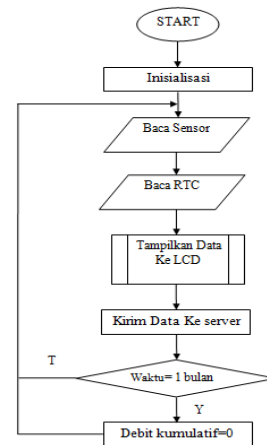 START
Inisialisasi
Baca Sensor
Baca RTC
Tampilkan Data
Ke LCD
Kirim Data Ke server
T
Waktu= 1 bulan
Y
Debit kumulatif=0